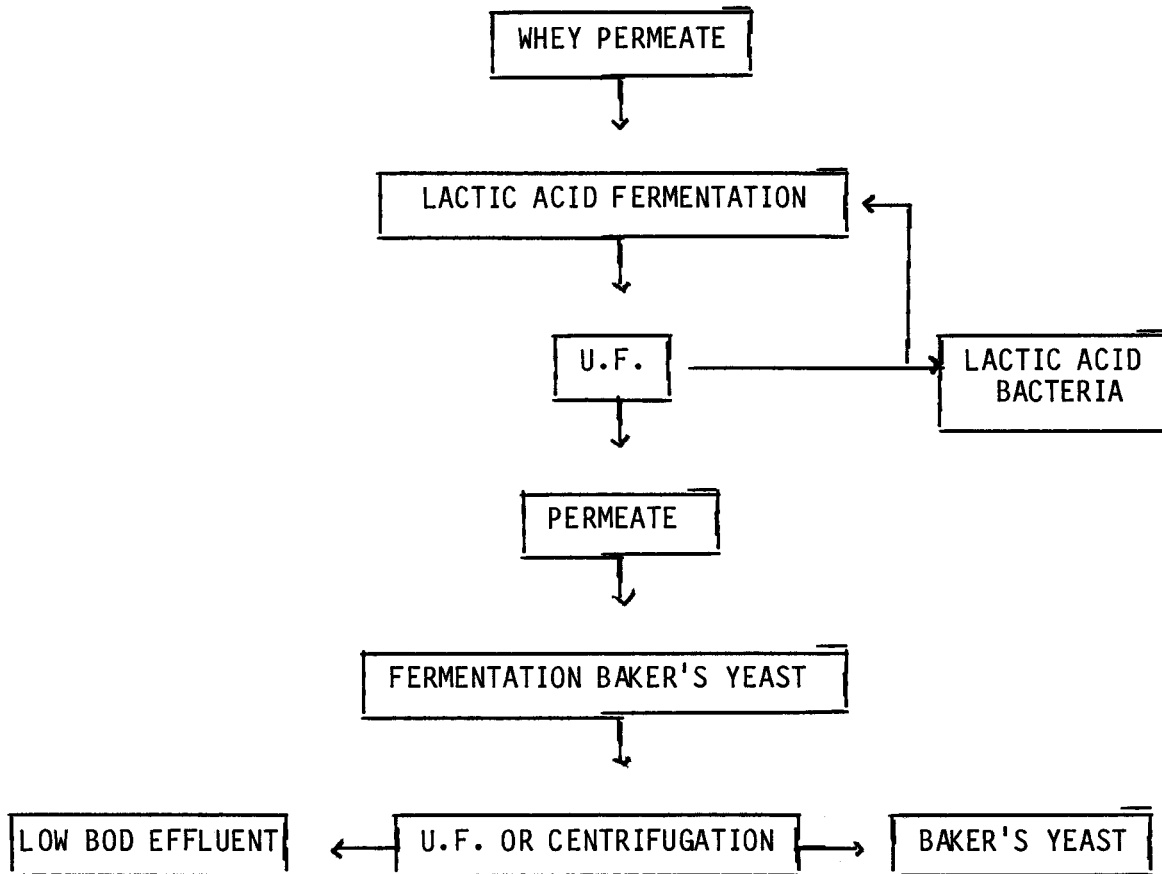 WHEY PERMEATE
LACTIC ACID FERMENTATION
U.F.
LACTIC ACID
BACTERIA
PERMEATE
FERMENTATION BAKER'S YEAST
LOW BOD EFFLUENT
U.F. OR CENTRIFUGATION
BAKER'S YEAST